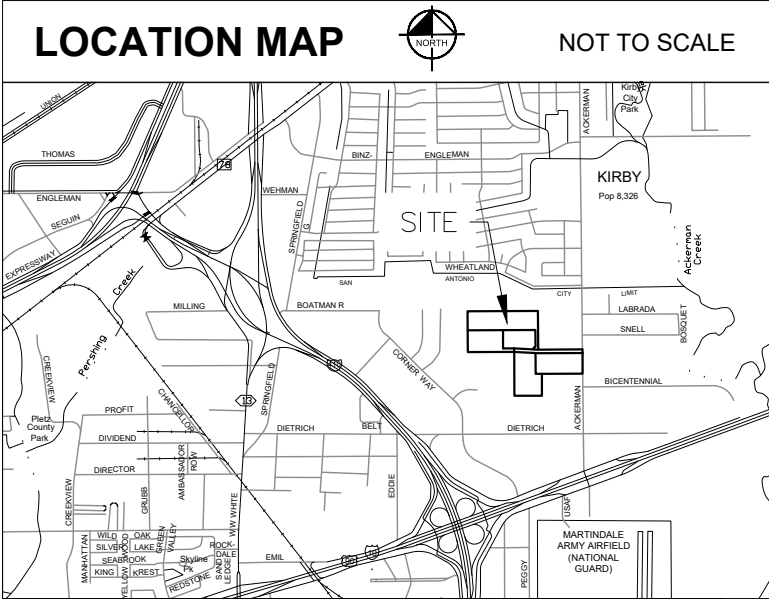 LOCATION MAP
NORTH
NOT TO SCALE
UNION
THOMAS
ENGLEMAN
SEGUIN
EXPRESSWAY
78
WEHMAN
SPRINGFIELD
G
BINZ-
ENGLEMAN
ACKERMAN
Kirby
City
Park
KIRBY
Pop 8,326
SITE
Ackerman
Creek
WHEATLAND
SAN
ANTONIO
CITY
LIMIT
Creek
Pershing
MILLING
BOATMAN R
LABRADA
SNELL
BOSQUET
CORNER WAY
BICENTENNIAL
CREEKVIEW
CHANCELLOR
13
SPRINGFIELD
PROFIT
Pletz
County
Park
DIVIDEND
DIETRICH
BELT
DIETRICH
ACKERMAN
DIRECTOR
AMBASSADOR
ROW
GRUBB
CREEKVIEW
EDDIE
WW WHITE
USAF
WILD OAK
SILVER LAKE
SEABROOK
KING KREST
MANHATTAN
YELLOW WOOD
GREEN
VALLEY
Skyline
Pk
REDSTONE
ROCK-
DALE
SAND
LEDGE
EMIL
10
PEGGY
MARTINDALE
ARMY AIRFIELD
(NATIONAL
GUARD)